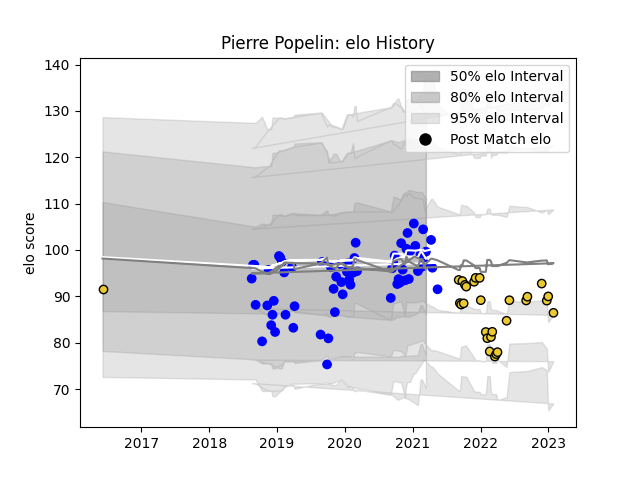 Pierre Popelin: elo History
140
130
120
110
100
90
80
70
elo score
50% elo Interval
80% elo Interval
95% elo Interval
Post Match elo
2017 2018 2019 2020 2021 2022 2023